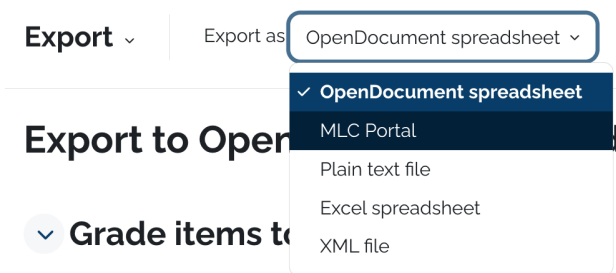 Export
Export as
OpenDocument spreadsheet
OpenDocument spreadsheet
MLC Portal
Plain text file
Excel spreadsheet
XML file
Export to Open
Grade items to